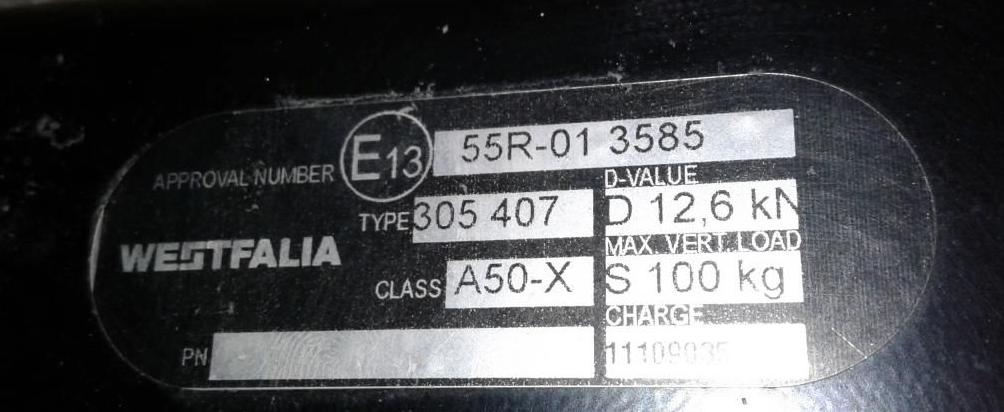 APPROVAL NUMBER E13 55R-01 3585
TYPE 305 407
D-VALUE
D 12,6 kN
WESTFALIA
MAX. VERT. LOAD
CLASS A50-X
S 100 kg
CHARGE
PN